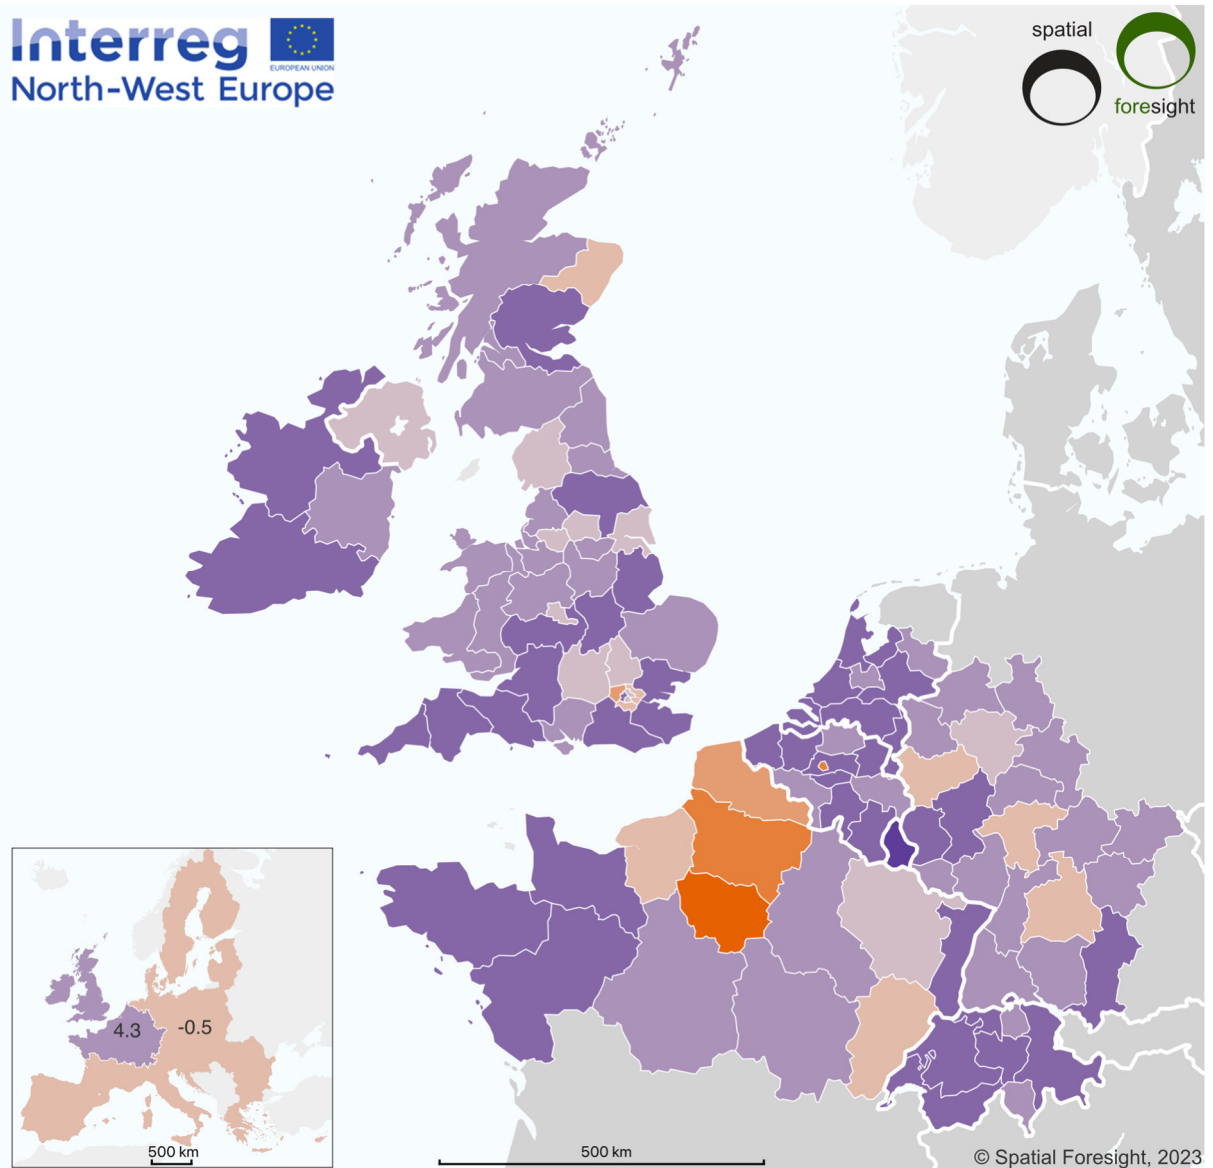 Interreg
EUROPEAN UNION
North-West Europe
spatial
foresight
4.3
-0.5
500 km
500 km
© Spatial Foresight, 2023